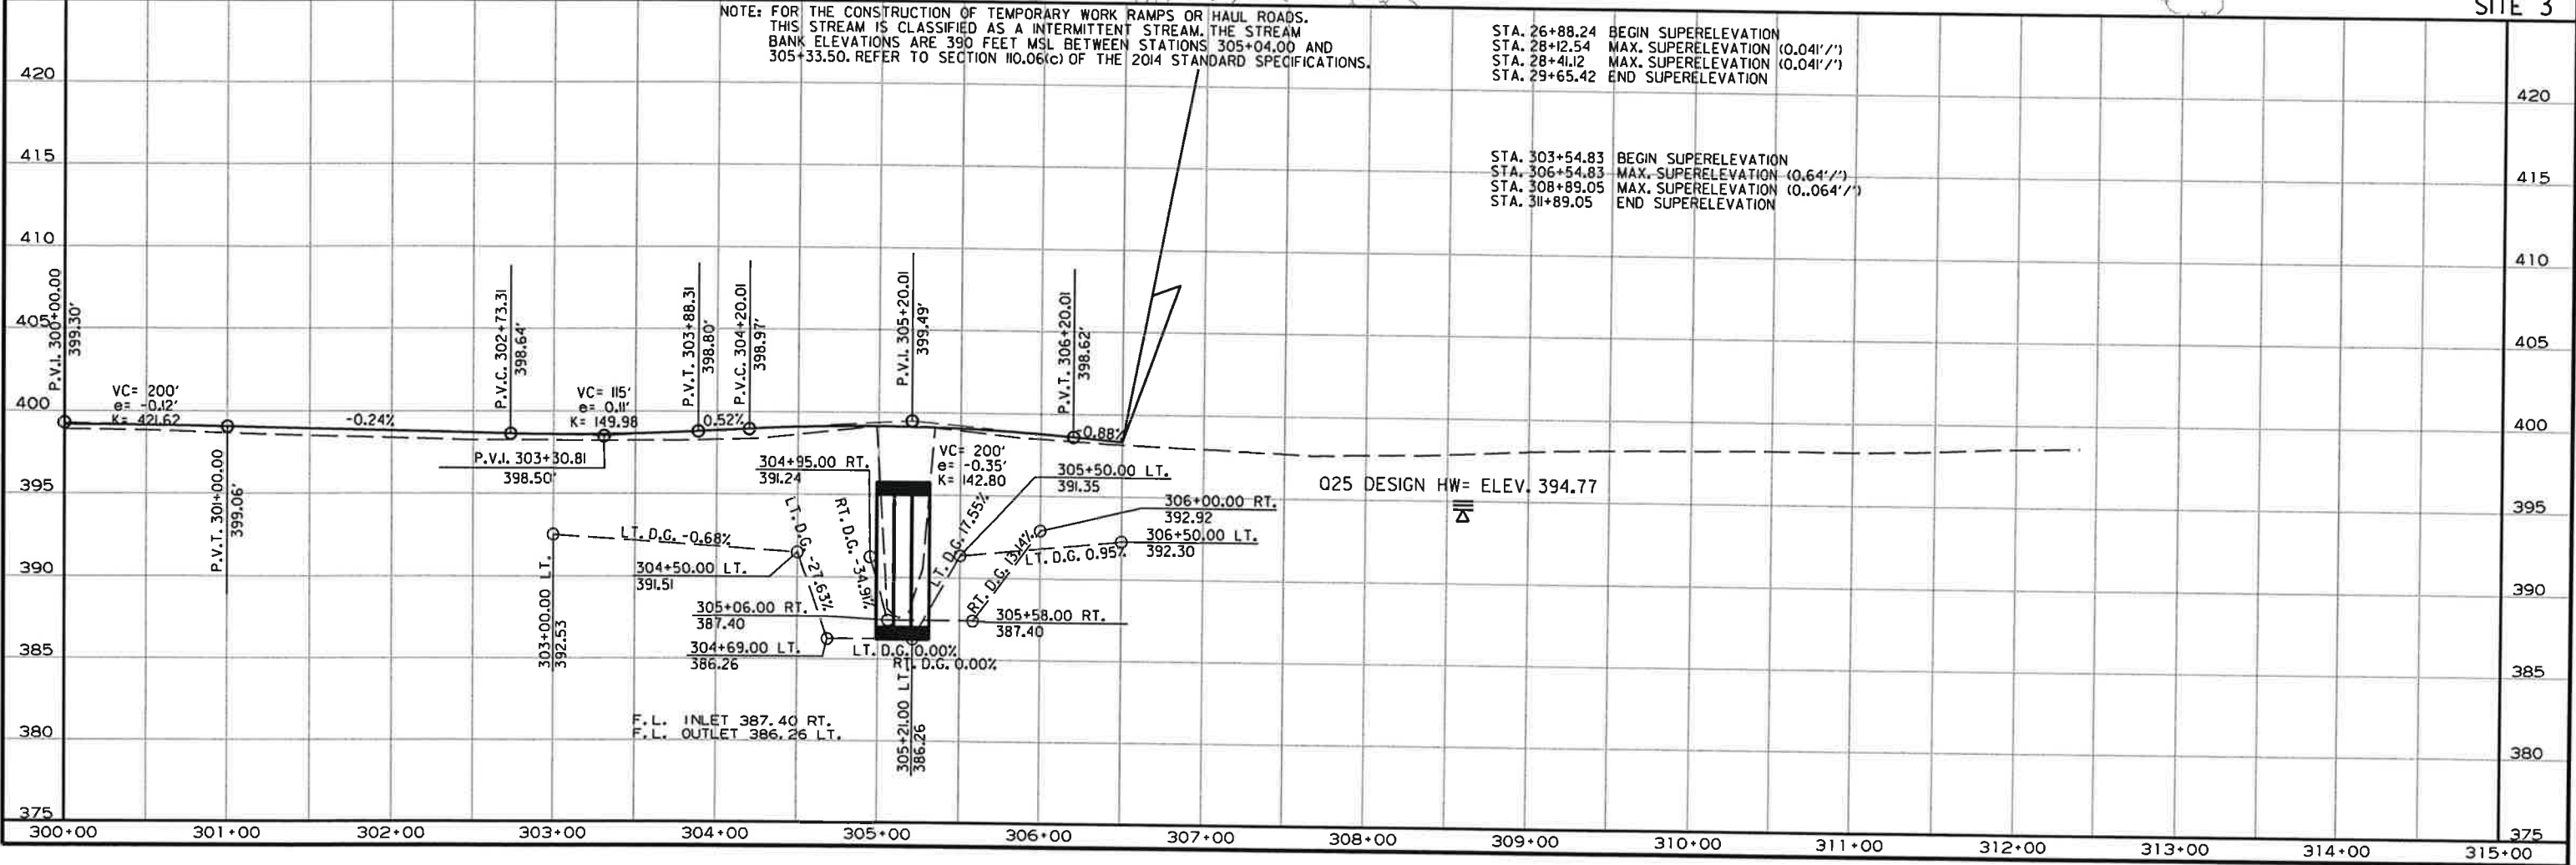 SITE 3
NOTE: FOR THE CONSTRUCTION OF TEMPORARY WORK RAMPS OR HAUL ROADS.
THIS STREAM IS CLASSIFIED AS A INTERMITTENT STREAM. THE STREAM
BANK ELEVATIONS ARE 390 FEET MSL BETWEEN STATIONS 305+04.00 AND
305+33.50. REFER TO SECTION 110.06(c) OF THE 2014 STANDARD SPECIFICATIONS.
STA. 26+88.24 BEGIN SUPERELEVATION
STA. 28+12.54 MAX. SUPERELEVATION (0.041'/')
STA. 28+41.12 MAX. SUPERELEVATION (0.041'/')
STA. 29+65.42 END SUPERELEVATION
STA. 303+54.83 BEGIN SUPERELEVATION
STA. 306+54.83 MAX. SUPERELEVATION (0.64'/')
STA. 308+89.05 MAX. SUPERELEVATION (0..064'/')
STA. 311+89.05 END SUPERELEVATION
420
415
410
405
400
395
390
385
380
375
P.V.I. 300+00.00
399.30'
VC= 200'
e= -0.12'
K= 421.62
P.V.T. 301+00.00
399.06'
-0.24%
P.V.C. 302+73.31
398.64'
VC= 115'
e= 0.11'
K= 149.98
P.V.I. 303+30.81
398.50'
P.V.T. 303+88.31
398.80'
0.52%
P.V.C. 304+20.01
398.97'
P.V.I. 305+20.01
399.49'
VC= 200'
e= -0.35'
K= 142.80
P.V.T. 306+20.01
398.62'
-0.88%
303+00.00 LT.
392.53
LT. D.G. -0.68%
304+50.00 LT.
391.51
LT. D.G. -27.63%
304+95.00 RT.
391.24
RT. D.G. -34.91%
305+06.00 RT.
387.40
304+69.00 LT.
386.26
LT. D.G. 0.00%
RT. D.G. 0.00%
305+21.00 LT.
386.26
LT. D.G. 17.55%
305+50.00 LT.
391.35
RT. D.G. 13.14%
305+58.00 RT.
387.40
306+00.00 RT.
392.92
LT. D.G. 0.95%
306+50.00 LT.
392.30
Q25 DESIGN HW= ELEV. 394.77
F.L. INLET 387.40 RT.
F.L. OUTLET 386.26 LT.
420
415
410
405
400
395
390
385
380
375
300+00 301+00 302+00 303+00 304+00 305+00 306+00 307+00 308+00 309+00 310+00 311+00 312+00 313+00 314+00 315+00